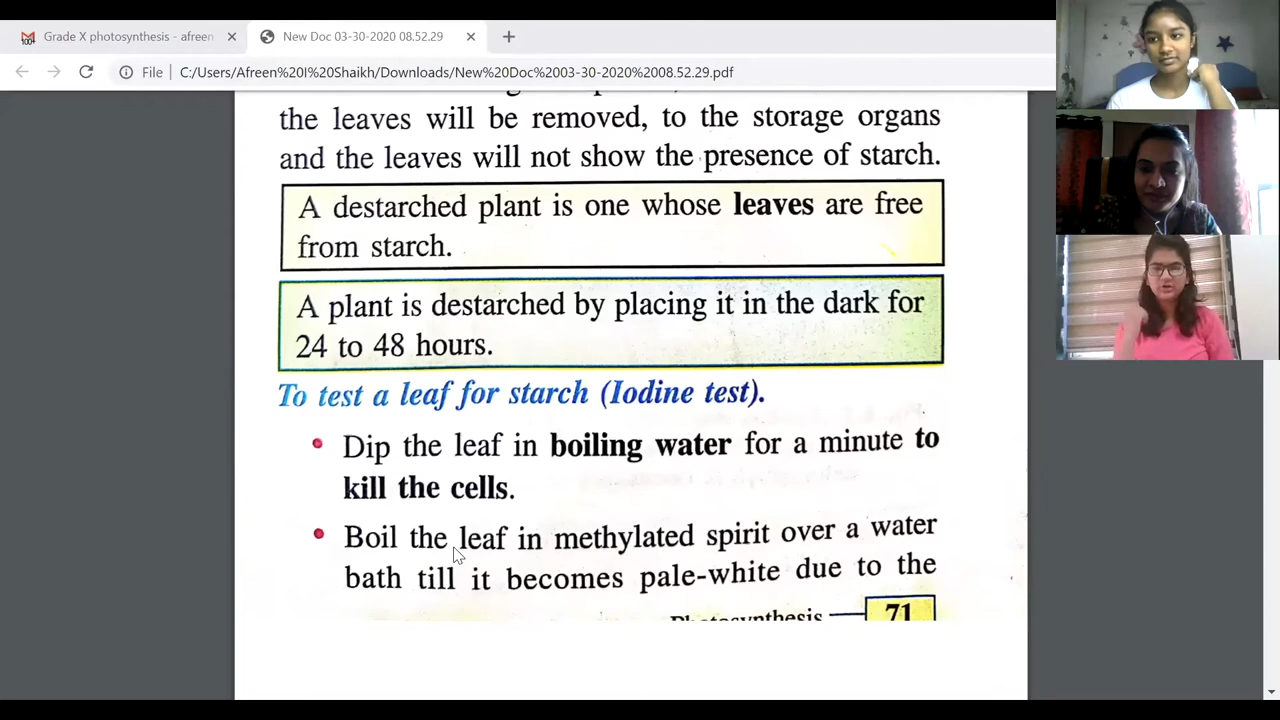 Grade X photosynthesis - afreen
New Doc 03-30-2020 08.52.29
File
C:/Users/Afreen%20I%20Shaikh/Downloads/New%20Doc%2003-30-2020%2008.52.29.pdf
the leaves will be removed, to the storage organs
and the leaves will not show the presence of starch.
A destarched plant is one whose leaves are free
from starch.
A plant is destarched by placing it in the dark for
24 to 48 hours.
To test a leaf for starch (Iodine test).
• Dip the leaf in boiling water for a minute to
kill the cells.
• Boil the leaf in methylated spirit over a water
bath till it becomes pale-white due to the
Photosynthesis
71